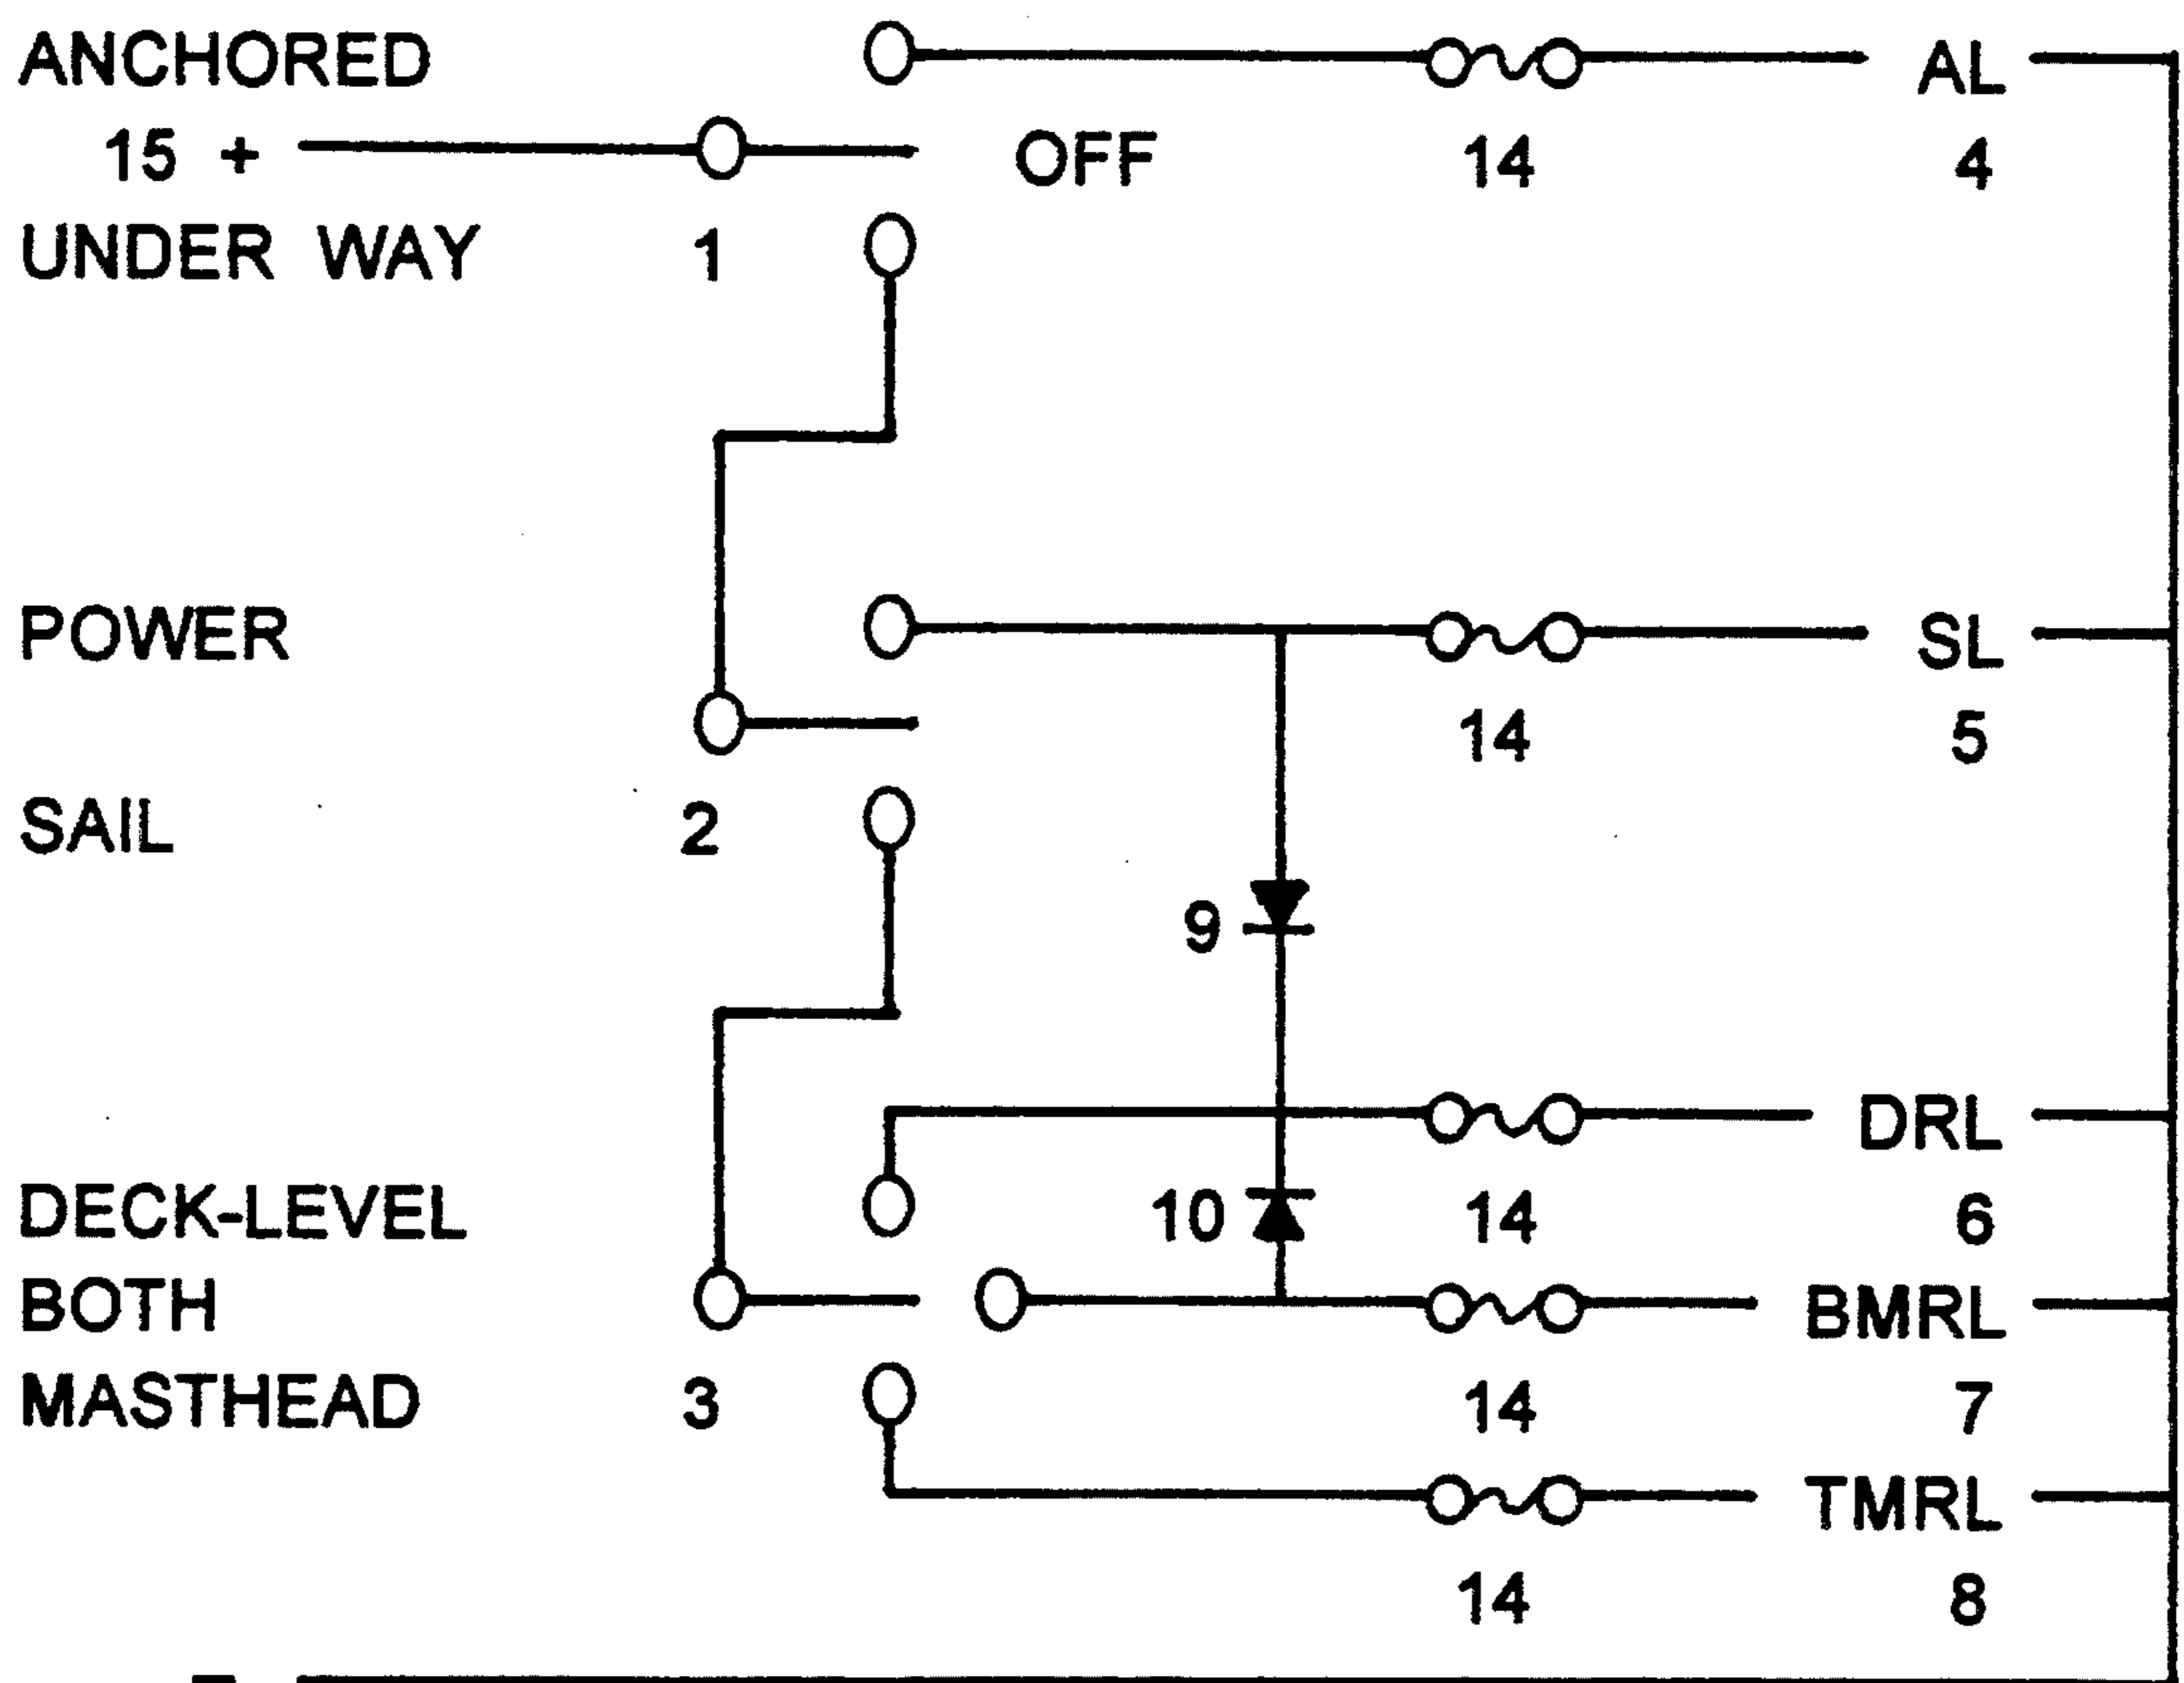 ANCHORED AL
15 + OFF 14 4
UNDER WAY 1
POWER SL
14 5
SAIL 2
9
DRL
DECK-LEVEL 10 14 6
BOTH BMRL
MASTHEAD 3 14 7
TMRL
14 8
–